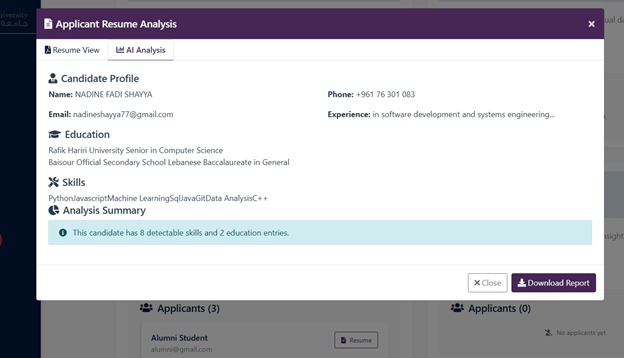 Applicant Resume Analysis
×
Resume View
AI Analysis
Candidate Profile
Name: NADINE FADI SHAYYA
Phone: +961 76 301 083
Email: nadineshayya77@gmail.com
Experience: in software development and systems engineering...
Education
Rafik Hariri University Senior in Computer Science
Baisour Official Secondary School Lebanese Baccalaureate in General
Skills
PythonJavascriptMachine LearningSqlJavaGitData AnalysisC++
Analysis Summary
This candidate has 8 detectable skills and 2 education entries.
Close
Download Report
Applicants (3)
Applicants (0)
Alumni Student
Resume
alumni@gmail.com
No applicants yet